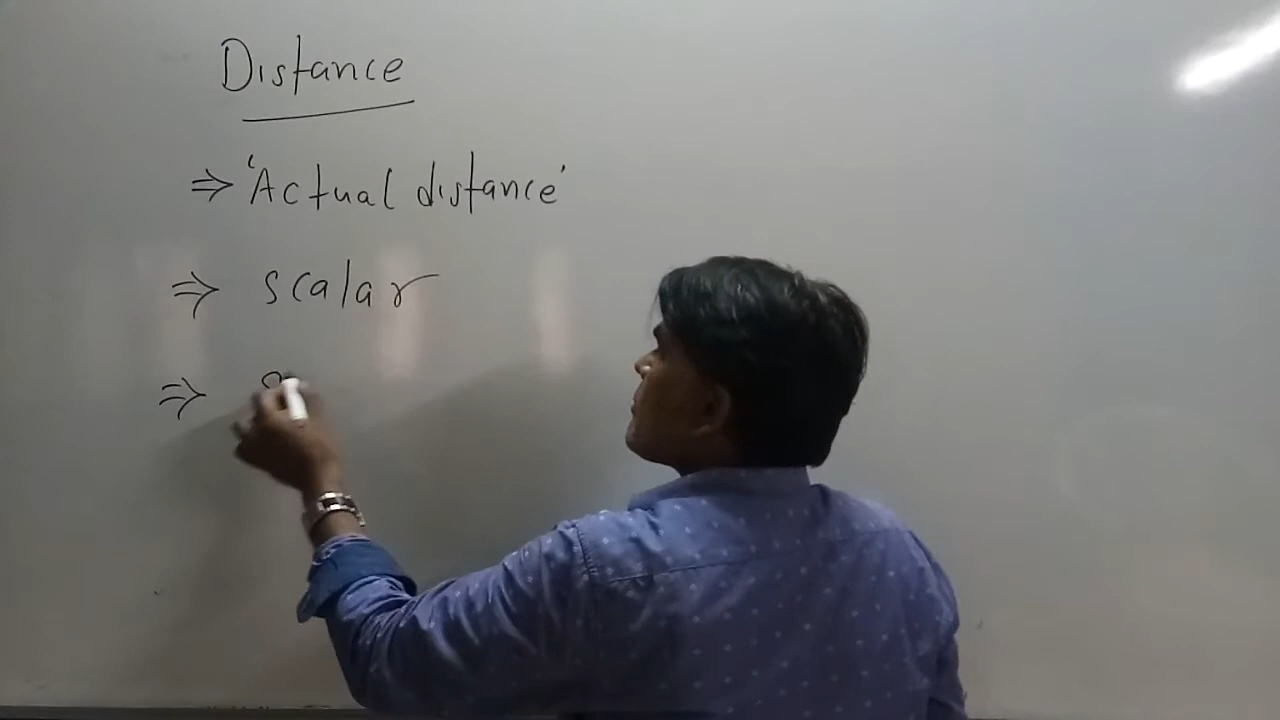 Distance
⇒ 'Actual distance'
⇒ scalar
⇒